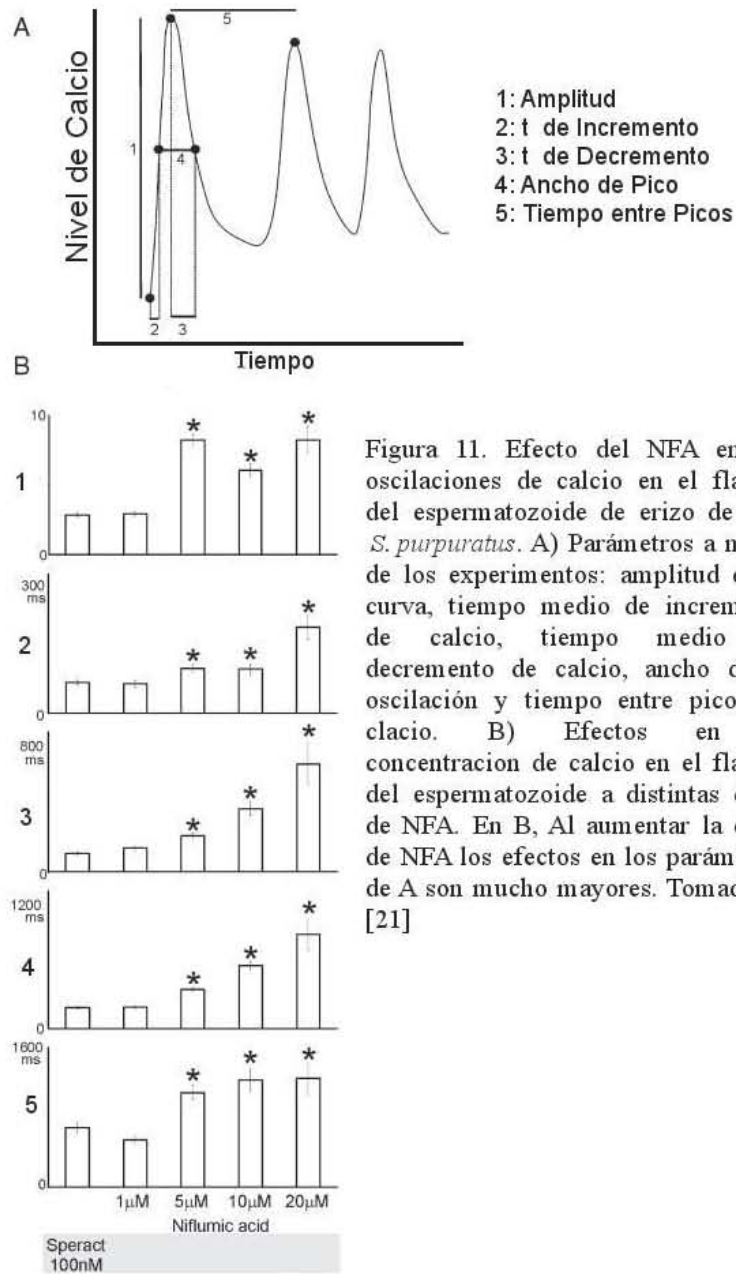 A
Nivel de Calcio
5
1
4
2
3
Tiempo
1: Amplitud
2: t de Incremento
3: t de Decremento
4: Ancho de Pico
5: Tiempo entre Picos
B
10
1
0
* * *
300
ms
2
0
* * *
800
ms
3
0
* * *
1200
ms
4
0
* * *
1600
ms
5
0
* * *
1µM 5µM 10µM 20µM
Niflumic acid
Speract
100nM
Figura 11. Efecto del NFA en
oscilaciones de calcio en el fla
del espermatozoide de erizo de
S. purpuratus. A) Parámetros a m
de los experimentos: amplitud d
curva, tiempo medio de increm
de calcio, tiempo medio
decremento de calcio, ancho d
oscilación y tiempo entre pico
clacio. B) Efectos en
concentracion de calcio en el fla
del espermatozoide a distintas
de NFA. En B, Al aumentar la
de NFA los efectos en los parám
de A son mucho mayores. Tomad
[21]